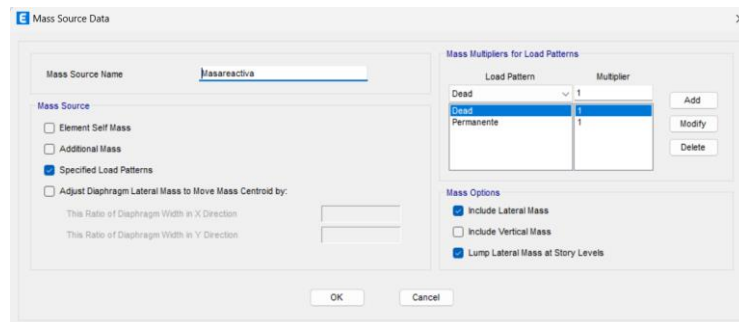 E Mass Source Data
Mass Source Name Masareactiva
Mass Source
Element Self Mass
Additional Mass
Specified Load Patterns
Adjust Diaphragm Lateral Mass to Move Mass Centroid by:
This Ratio of Diaphragm Width in X Direction
This Ratio of Diaphragm Width in Y Direction
Mass Multipliers for Load Patterns
Load Pattern Multiplier
Dead 1 Add
Dead 1
Permanente 1 Modify
Delete
Mass Options
Include Lateral Mass
Include Vertical Mass
Lump Lateral Mass at Story Levels
OK Cancel